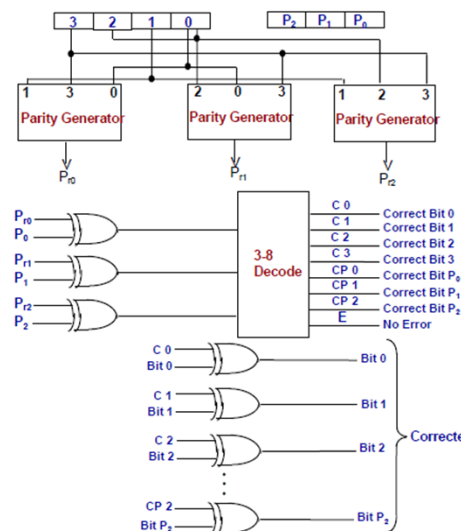 3 2 1 0 P2 P1 P0
1 3 0 2 0 3 1 2 3
Parity Generator Parity Generator Parity Generator
Pr0 Pr1 Pr2
Pr0
P0
Pr1
P1
Pr2
P2
3-8
Decode
C 0 Correct Bit 0
C 1 Correct Bit 1
C 2 Correct Bit 2
C 3 Correct Bit 3
CP 0 Correct Bit P0
CP 1 Correct Bit P1
CP 2 Correct Bit P2
E No Error
C 0
Bit 0 Bit 0
C 1
Bit 1 Bit 1
C 2
Bit 2 Bit 2
Correcte
CP 2
Bit P2 Bit P2